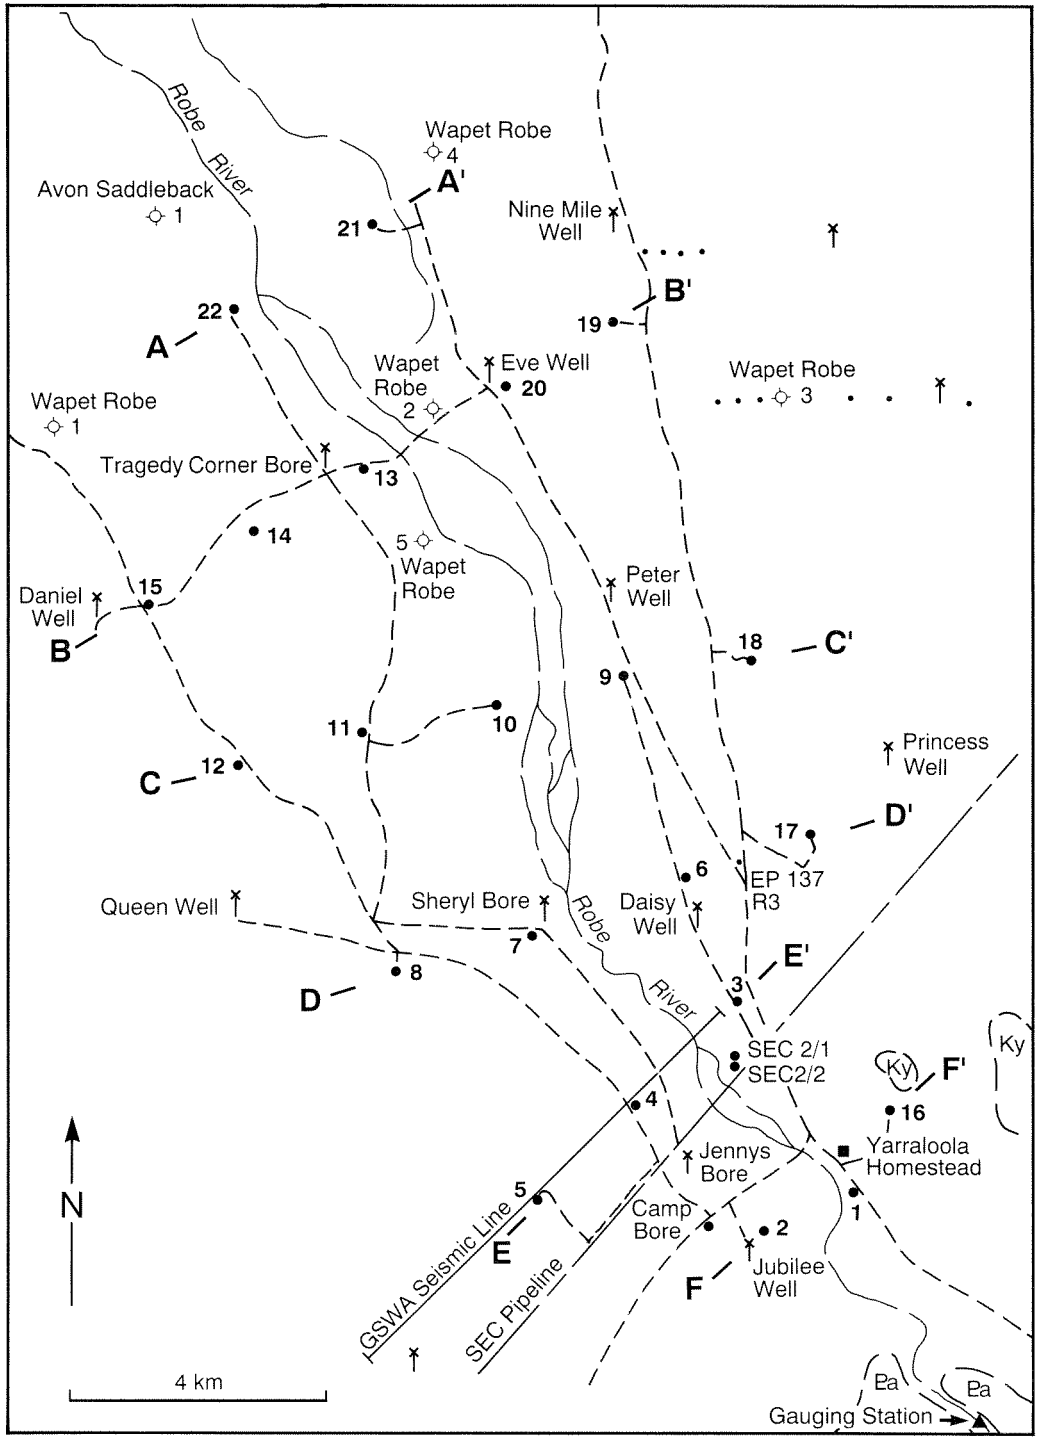 Robe
River
Wapet Robe
4
A'
Avon Saddleback
1
21
Nine Mile
Well
B'
22
A
19
Wapet
Robe
2
Eve Well
20
Wapet Robe
3
Wapet Robe
1
Tragedy Corner Bore
13
14
5
Wapet
Robe
Peter
Well
Daniel
Well
15
B
18
C'
9
10
11
12
C
Princess
Well
17
D'
6
EP 137
R3
Queen Well
Sheryl Bore
Daisy
Well
Robe
7
8
D
River
3
E'
SEC 2/1
SEC2/2
Ky
Ky
F'
4
16
Yarraloola
Homestead
Jennys
Bore
N
5
E
Camp
Bore
2
1
F
Jubilee
Well
GSWA Seismic Line
SEC Pipeline
4 km
Ba
Ba
Gauging Station